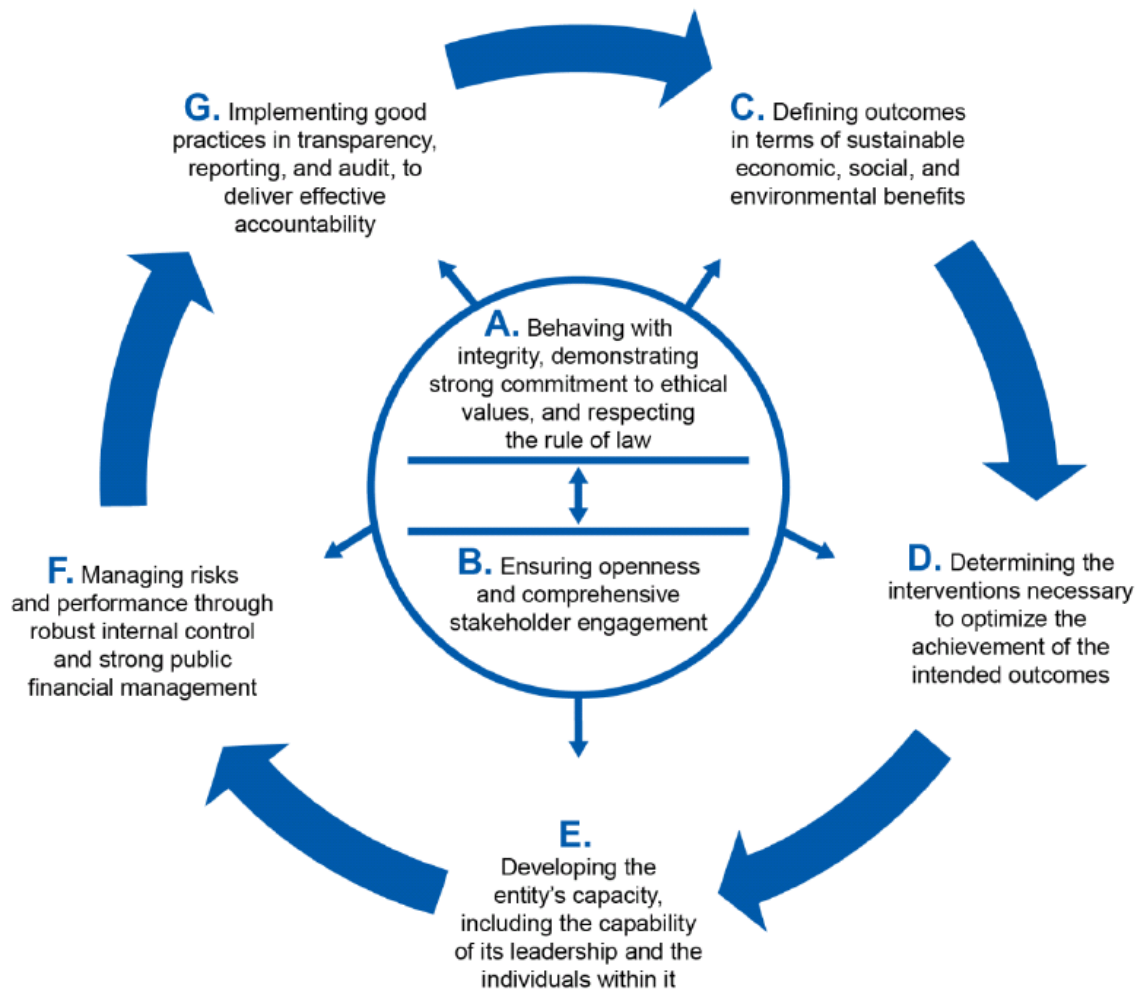 A. Behaving with
integrity, demonstrating
strong commitment to ethical
values, and respecting
the rule of law
B. Ensuring openness
and comprehensive
stakeholder engagement
C. Defining outcomes
in terms of sustainable
economic, social, and
environmental benefits
D. Determining the
interventions necessary
to optimize the
achievement of the
intended outcomes
E.
Developing the
entity's capacity,
including the capability
of its leadership and the
individuals within it
F. Managing risks
and performance through
robust internal control
and strong public
financial management
G. Implementing good
practices in transparency,
reporting, and audit, to
deliver effective
accountability